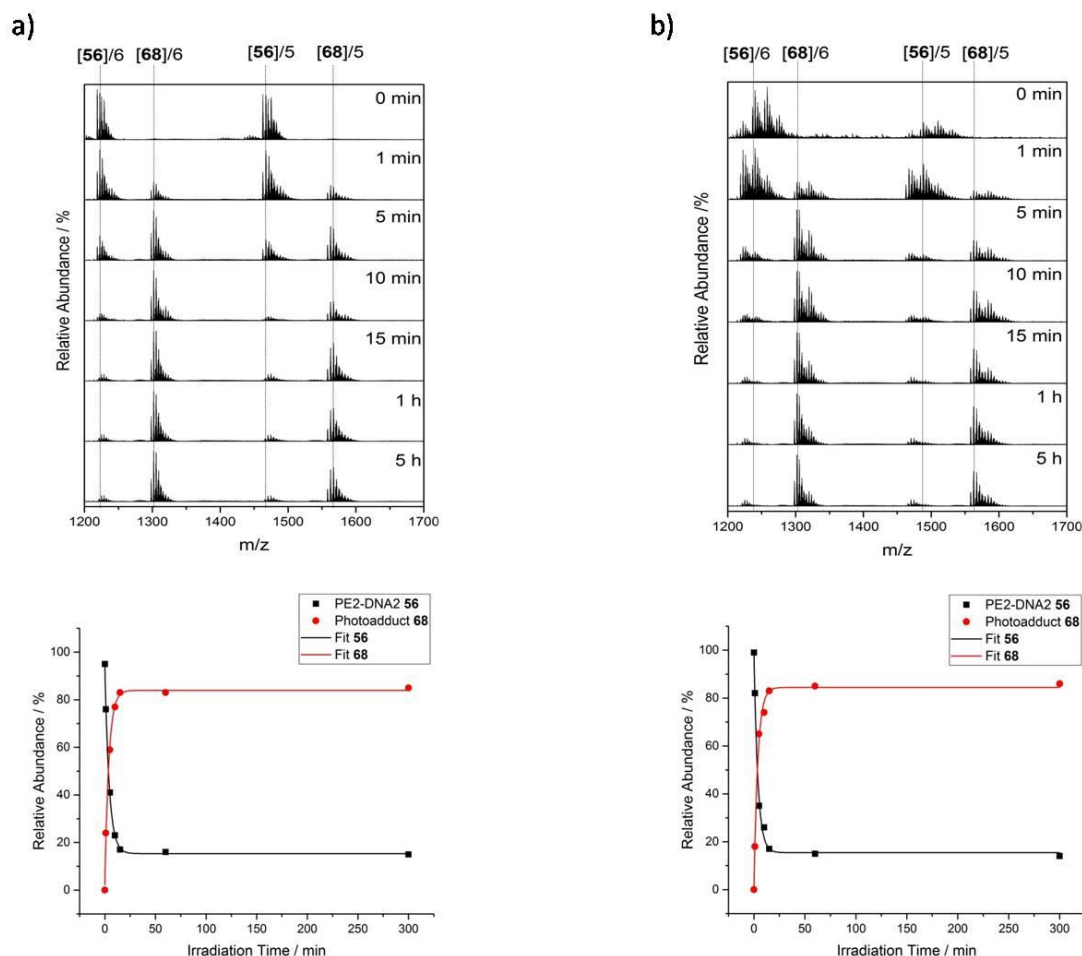 a)
[56]/6 [68]/6 [56]/5 [68]/5
0 min
1 min
5 min
10 min
15 min
1 h
5 h
Relative Abundance / %
1200 1300 1400 1500 1600 1700
m/z
PE2-DNA2 56
Photoadduct 68
Fit 56
Fit 68
100
80
60
40
20
0
Relative Abundance / %
0 50 100 150 200 250 300
Irradiation Time / min
b)
[56]/6 [68]/6 [56]/5 [68]/5
0 min
1 min
5 min
10 min
15 min
1 h
5 h
Relative Abundance / %
1200 1300 1400 1500 1600 1700
m/z
PE2-DNA2 56
Photoadduct 68
Fit 56
Fit 68
100
80
60
40
20
0
Relative Abundance / %
0 50 100 150 200 250 300
Irradiation Time / min